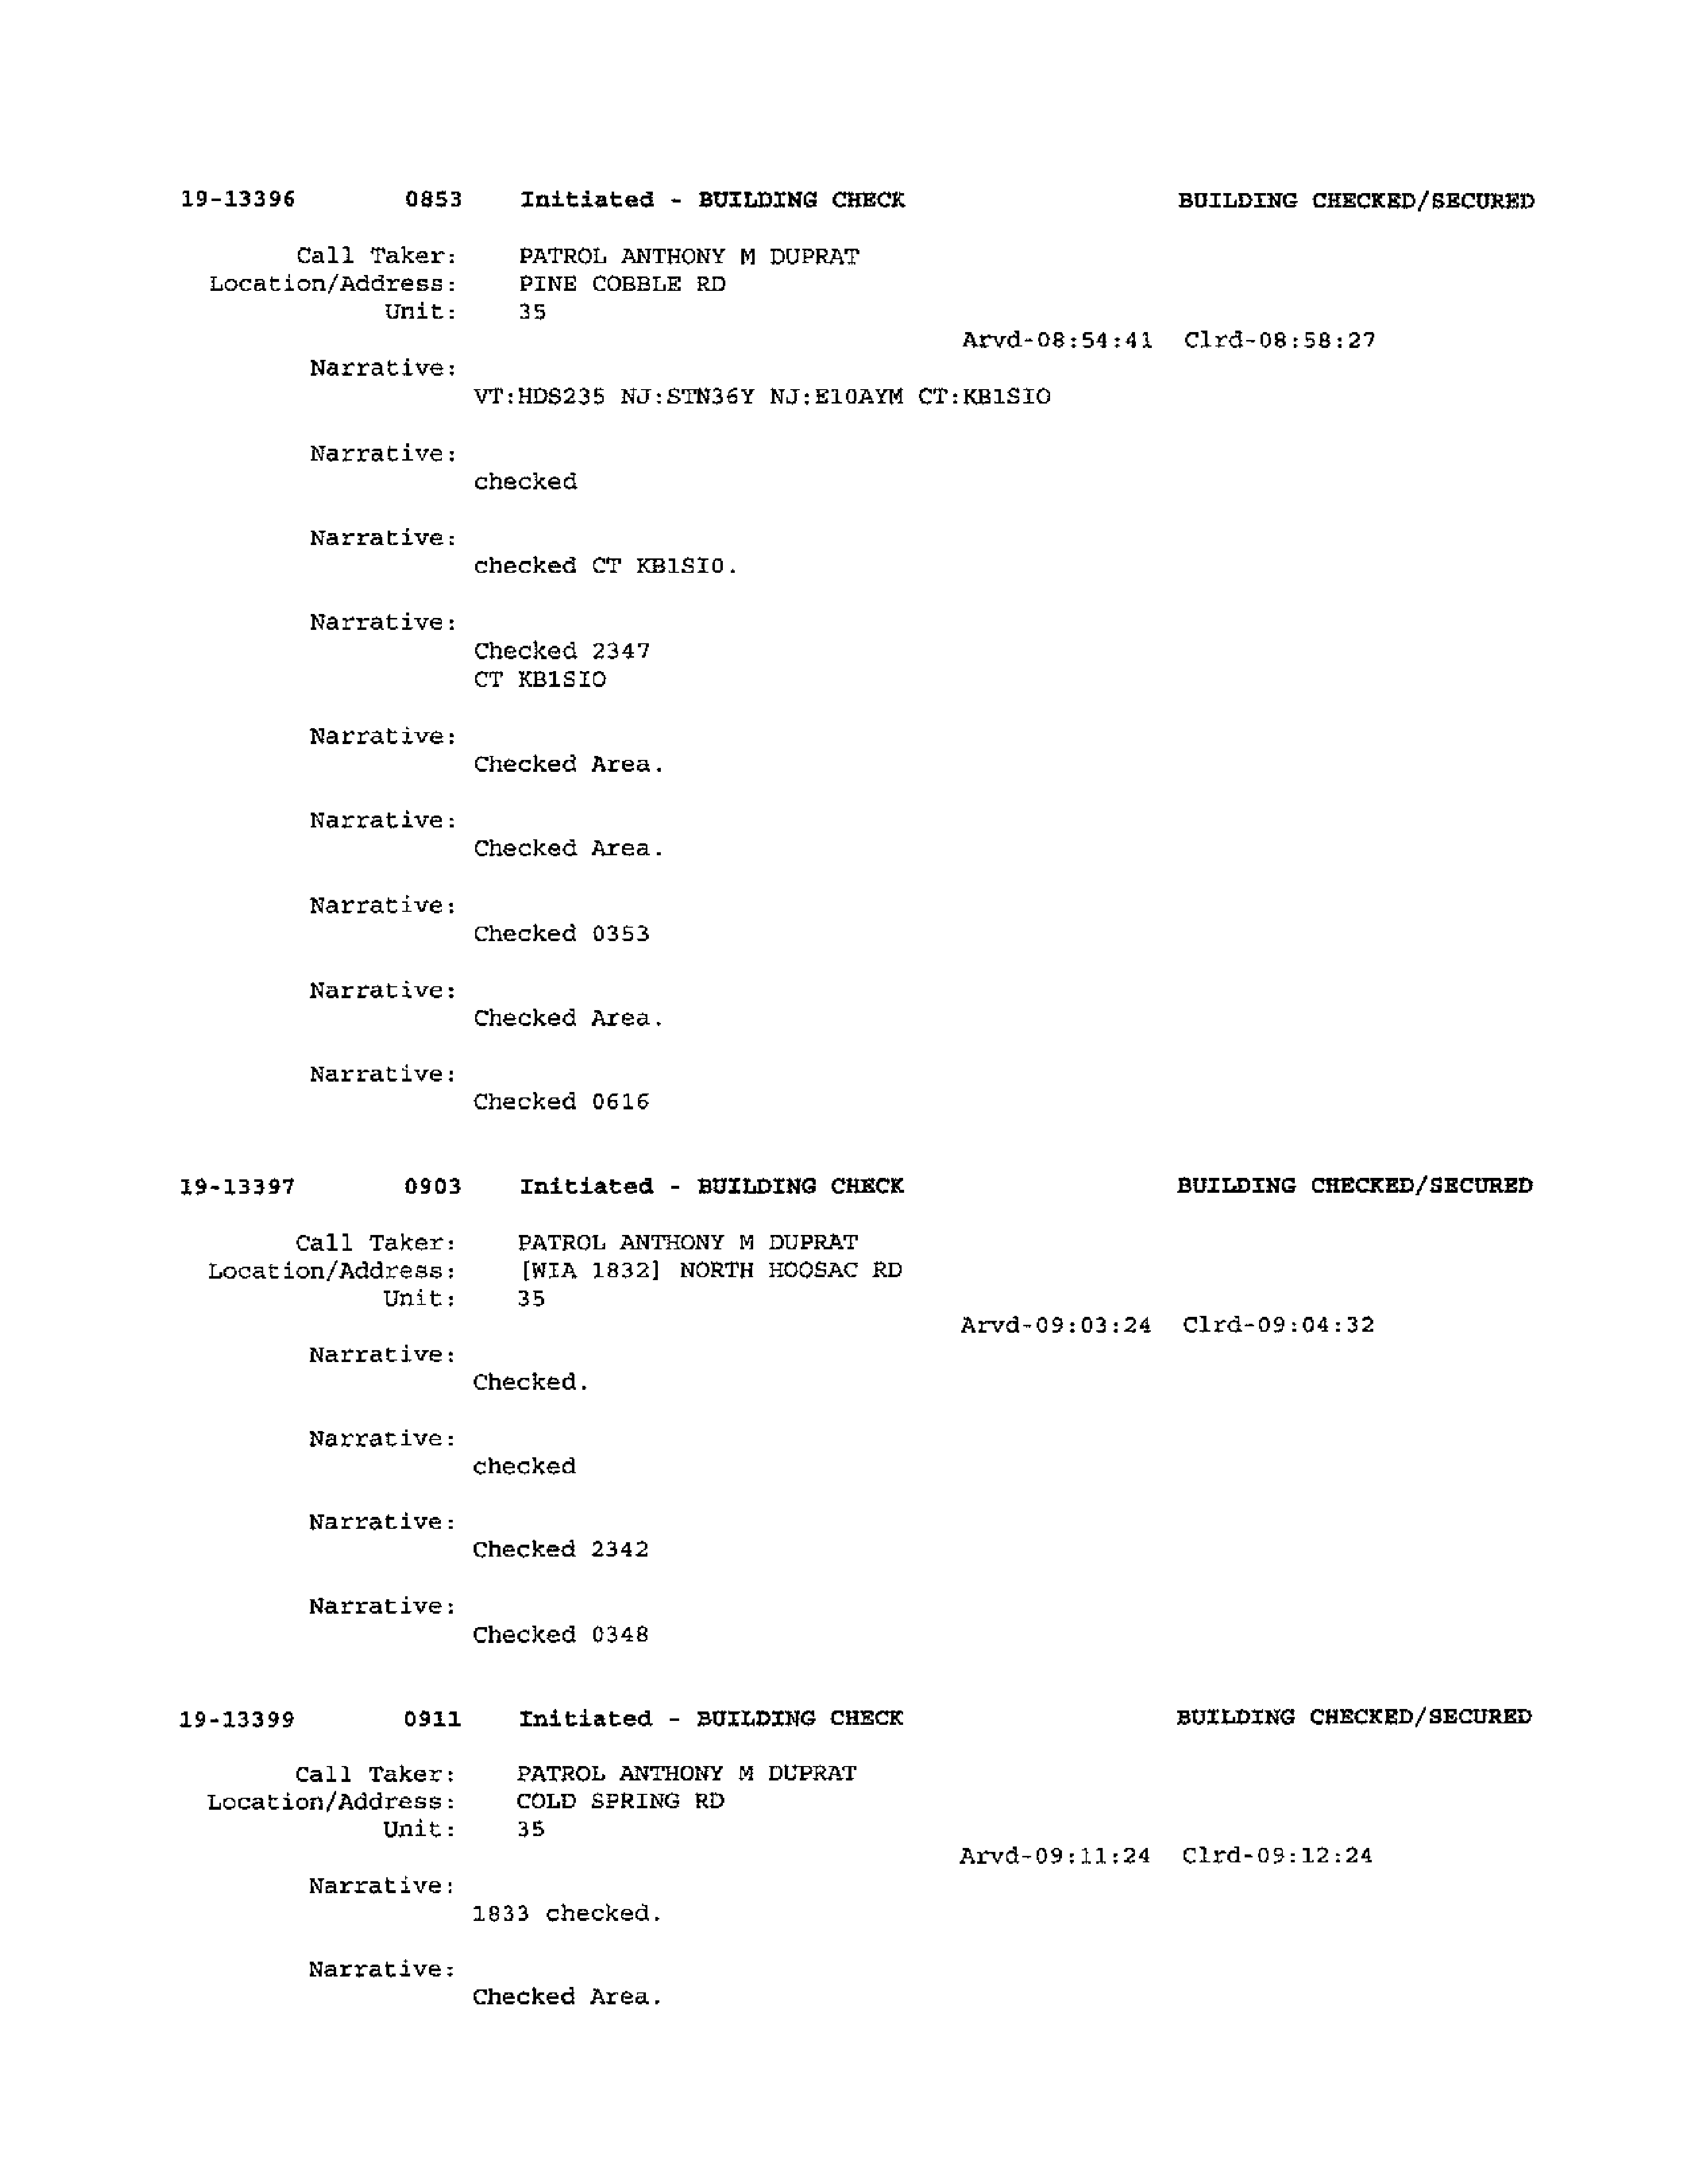 19-13396 0853 Initiated - BUILDING CHECK BUILDING CHECKED/SECURED
Call Taker: PATROL ANTHONY M DUPRAT
Location/Address: PINE COBBLE RD
Unit: 35
Arvd-08:54:41 Clrd-08:58:27
Narrative:
VT:HDS235 NJ:STN36Y NJ:E10AYM CT:KB1SIO
Narrative:
checked
Narrative:
checked CT KB1SIO.
Narrative:
Checked 2347
CT KB1SIO
Narrative:
Checked Area.
Narrative:
Checked Area.
Narrative:
Checked 0353
Narrative:
Checked Area.
Narrative:
Checked 0616
19-13397 0903 Initiated - BUILDING CHECK BUILDING CHECKED/SECURED
Call Taker: PATROL ANTHONY M DUPRAT
Location/Address: [WIA 1832] NORTH HOOSAC RD
Unit: 35
Arvd-09:03:24 Clrd-09:04:32
Narrative:
Checked.
Narrative:
checked
Narrative:
Checked 2342
Narrative:
Checked 0348
19-13399 0911 Initiated - BUILDING CHECK BUILDING CHECKED/SECURED
Call Taker: PATROL ANTHONY M DUPRAT
Location/Address: COLD SPRING RD
Unit: 35
Arvd-09:11:24 Clrd-09:12:24
Narrative:
1833 checked.
Narrative:
Checked Area.